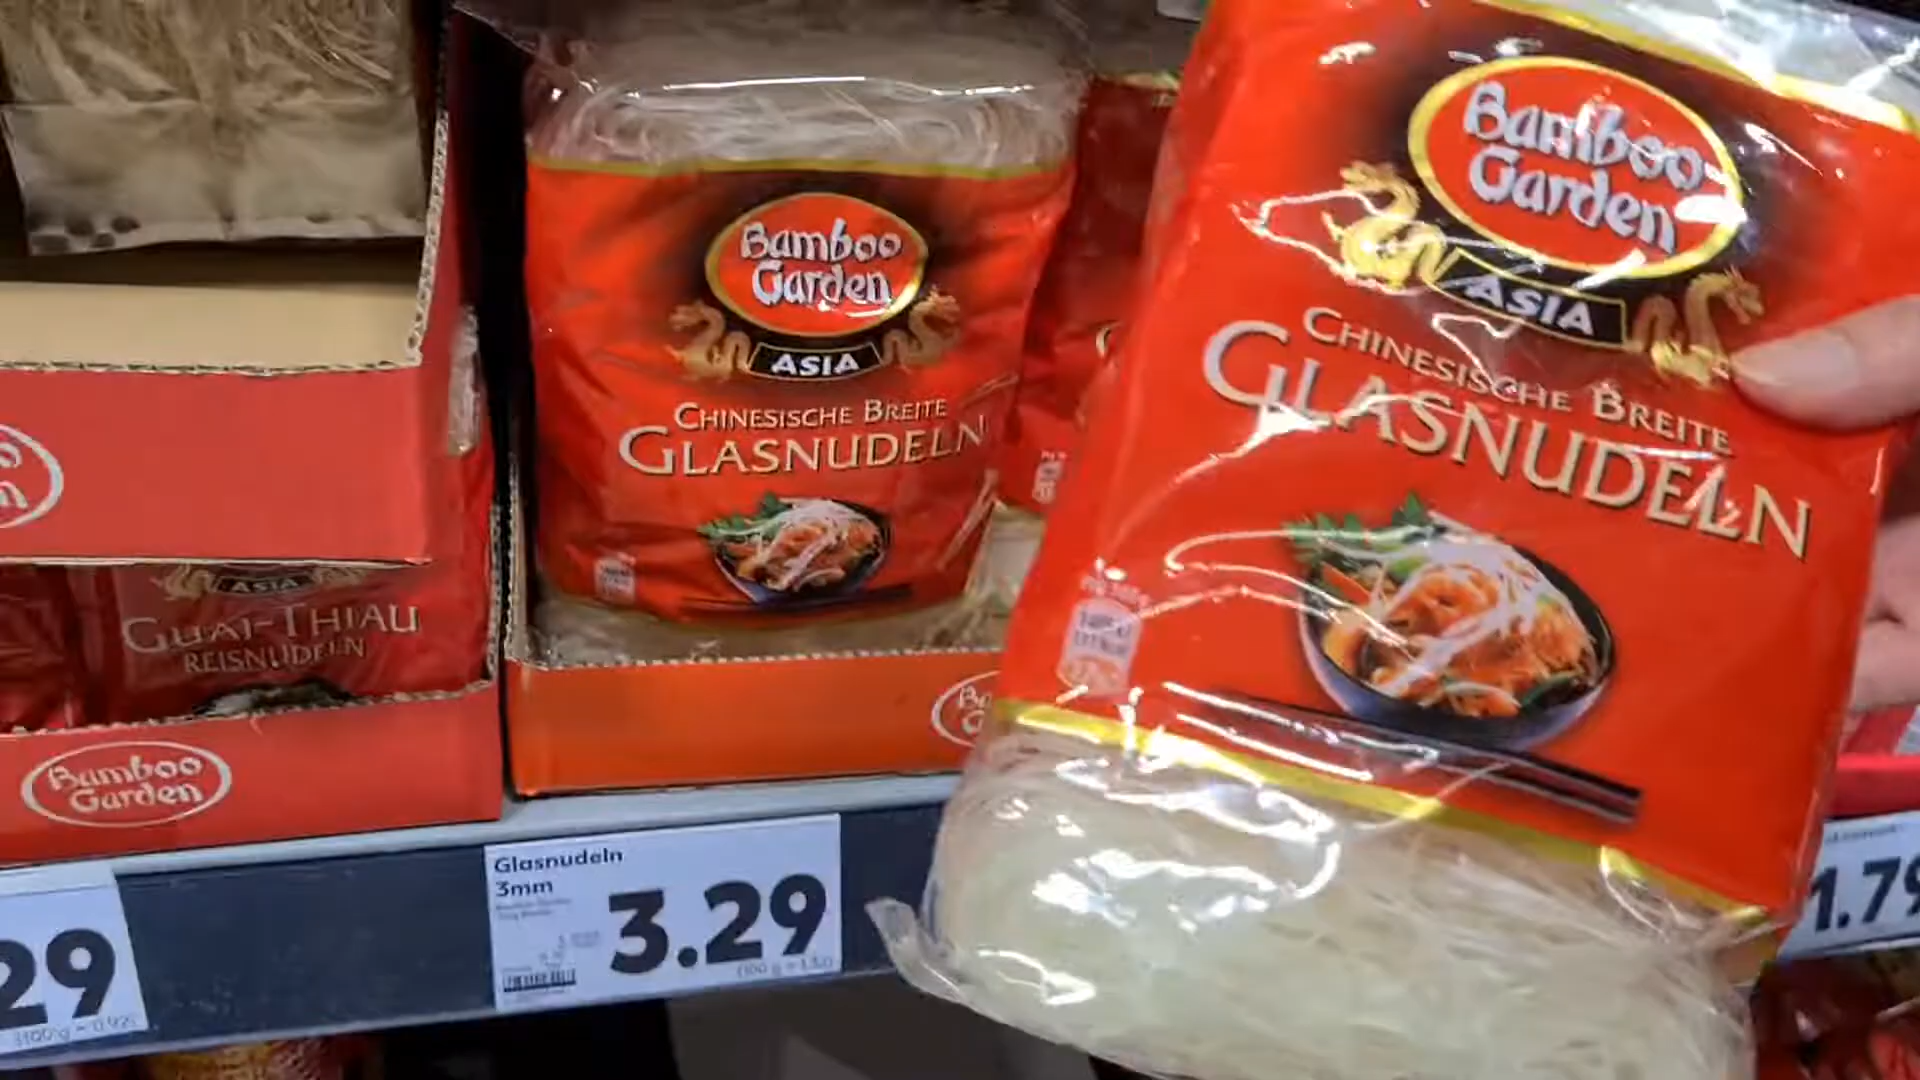 Bamboo
Garden
ASIA
CHINESISCHE BREITE
GLASNUDELN
Bamboo
Garden
ASIA
CHINESISCHE BREITE
GLASNUDELN
ASIA
GUAI-THIAU
REISNUDELN
Bamboo
Garden
Glasnudeln
3mm
3.29
29
1.79